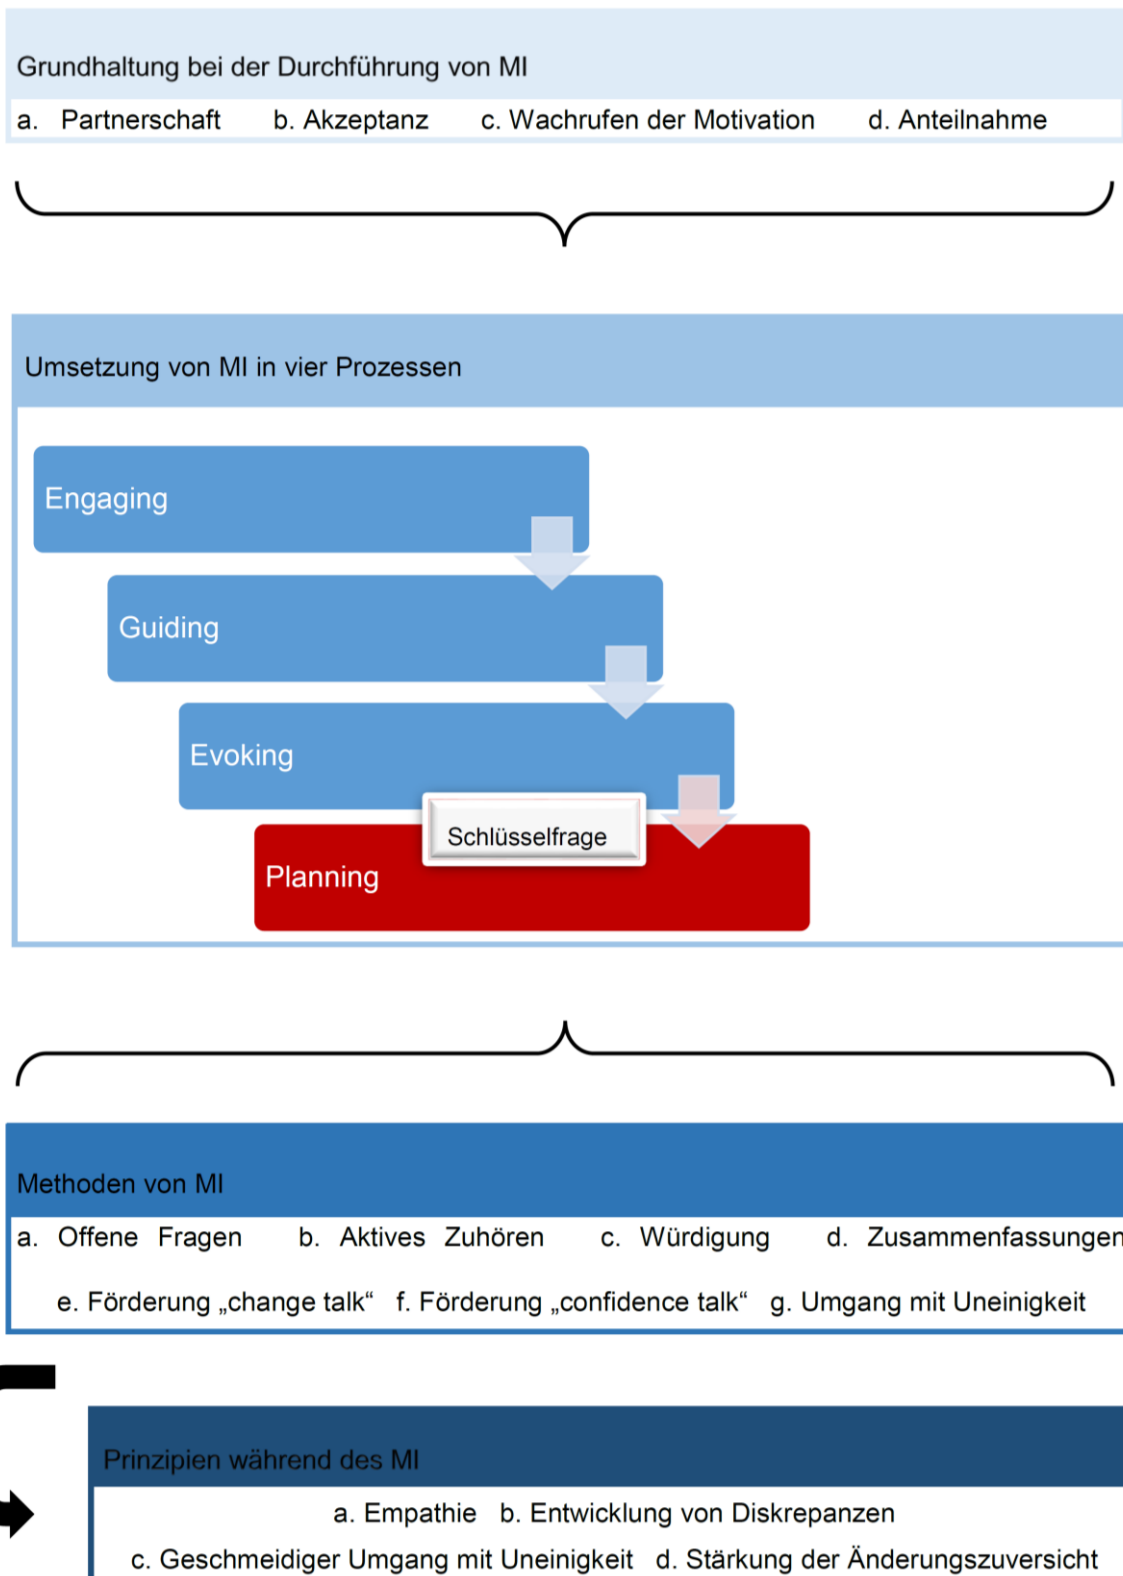 Grundhaltung bei der Durchführung von MI
a. Partnerschaft b. Akzeptanz c. Wachrufen der Motivation d. Anteilnahme
Umsetzung von MI in vier Prozessen
Engaging
Guiding
Evoking
Schlüsselfrage
Planning
Methoden von MI
a. Offene Fragen b. Aktives Zuhören c. Würdigung d. Zusammenfassungen
e. Förderung „change talk“ f. Förderung „confidence talk“ g. Umgang mit Uneinigkeit
Prinzipien während des MI
a. Empathie b. Entwicklung von Diskrepanzen
c. Geschmeidiger Umgang mit Uneinigkeit d. Stärkung der Änderungszuversicht